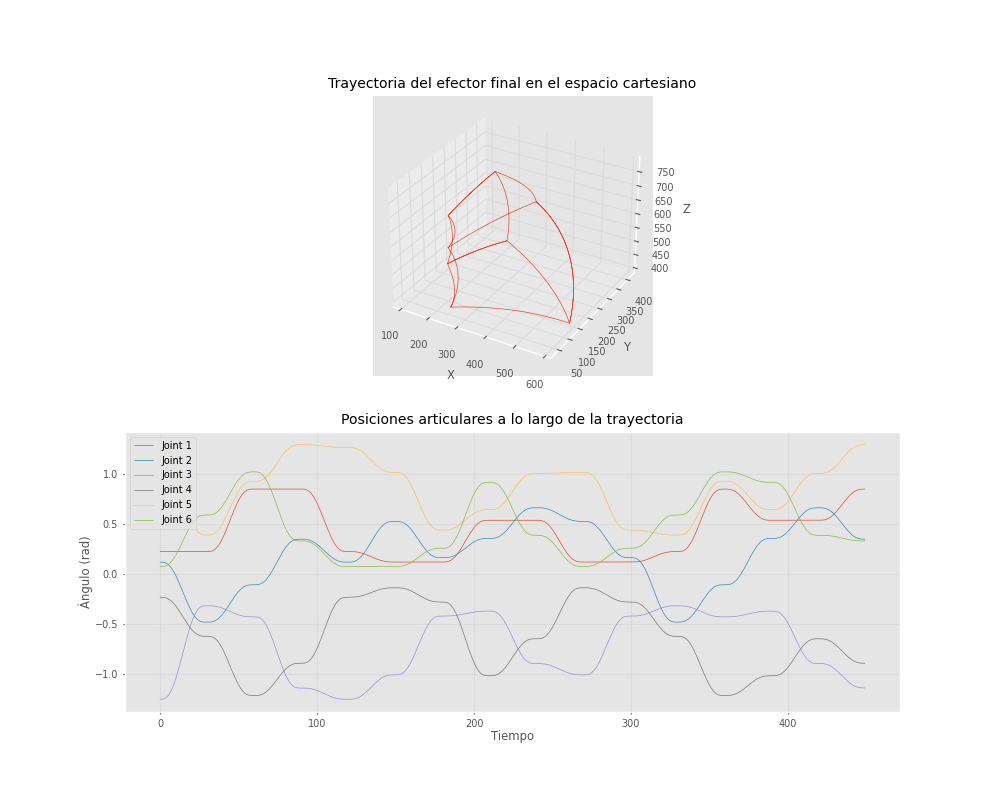 Trayectoria del efector final en el espacio cartesiano
750
700
650
600
550
500
450
400
Z
400
350
300
250
200
150
100
50
Y
100
200
300
400
500
600
X
Posiciones articulares a lo largo de la trayectoria
Joint 1
Joint 2
Joint 3
Joint 4
Joint 5
Joint 6
1.0
0.5
0.0
−0.5
−1.0
Ángulo (rad)
0
100
200
300
400
Tiempo